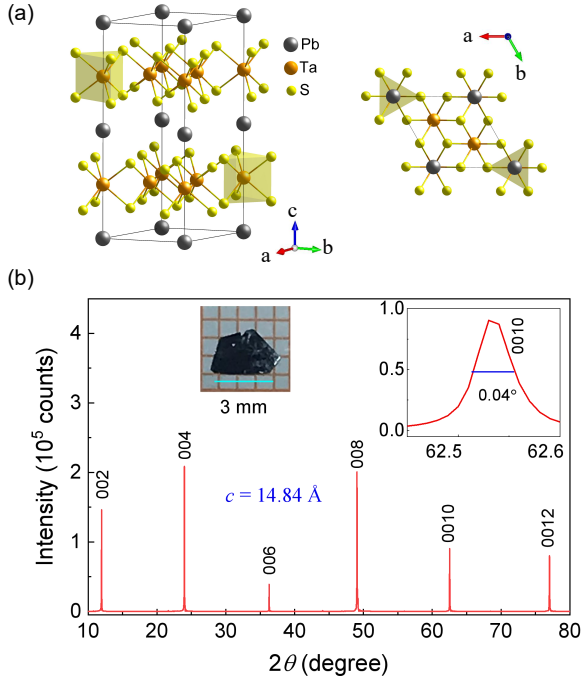 (a)
Pb
Ta
S
c
a
b
a
b
(b)
Intensity (10⁵ counts)
4
3
2
1
0
002
004
006
008
0010
0012
3 mm
c = 14.84 Å
1.0
0.5
0.0
0010
0.04°
62.5
62.6
10
20
30
40
50
60
70
80
2θ (degree)